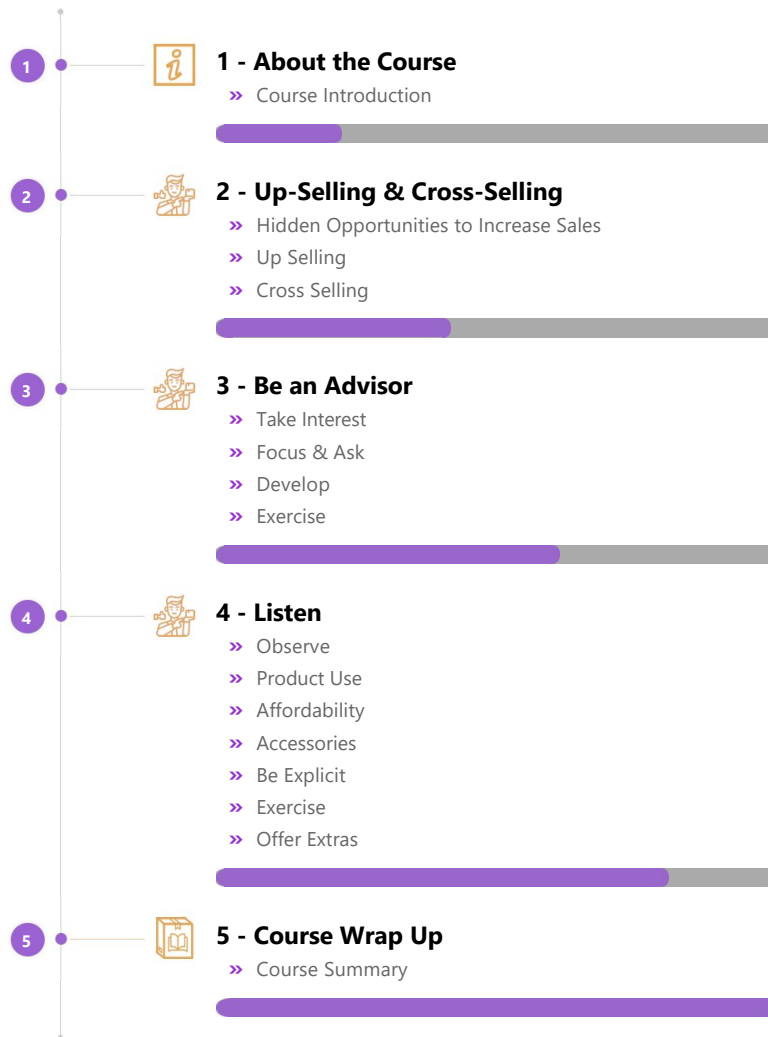 1
1 - About the Course
» Course Introduction
2
2 - Up-Selling & Cross-Selling
» Hidden Opportunities to Increase Sales
» Up Selling
» Cross Selling
3
3 - Be an Advisor
» Take Interest
» Focus & Ask
» Develop
» Exercise
4
4 - Listen
» Observe
» Product Use
» Affordability
» Accessories
» Be Explicit
» Exercise
» Offer Extras
5
5 - Course Wrap Up
» Course Summary